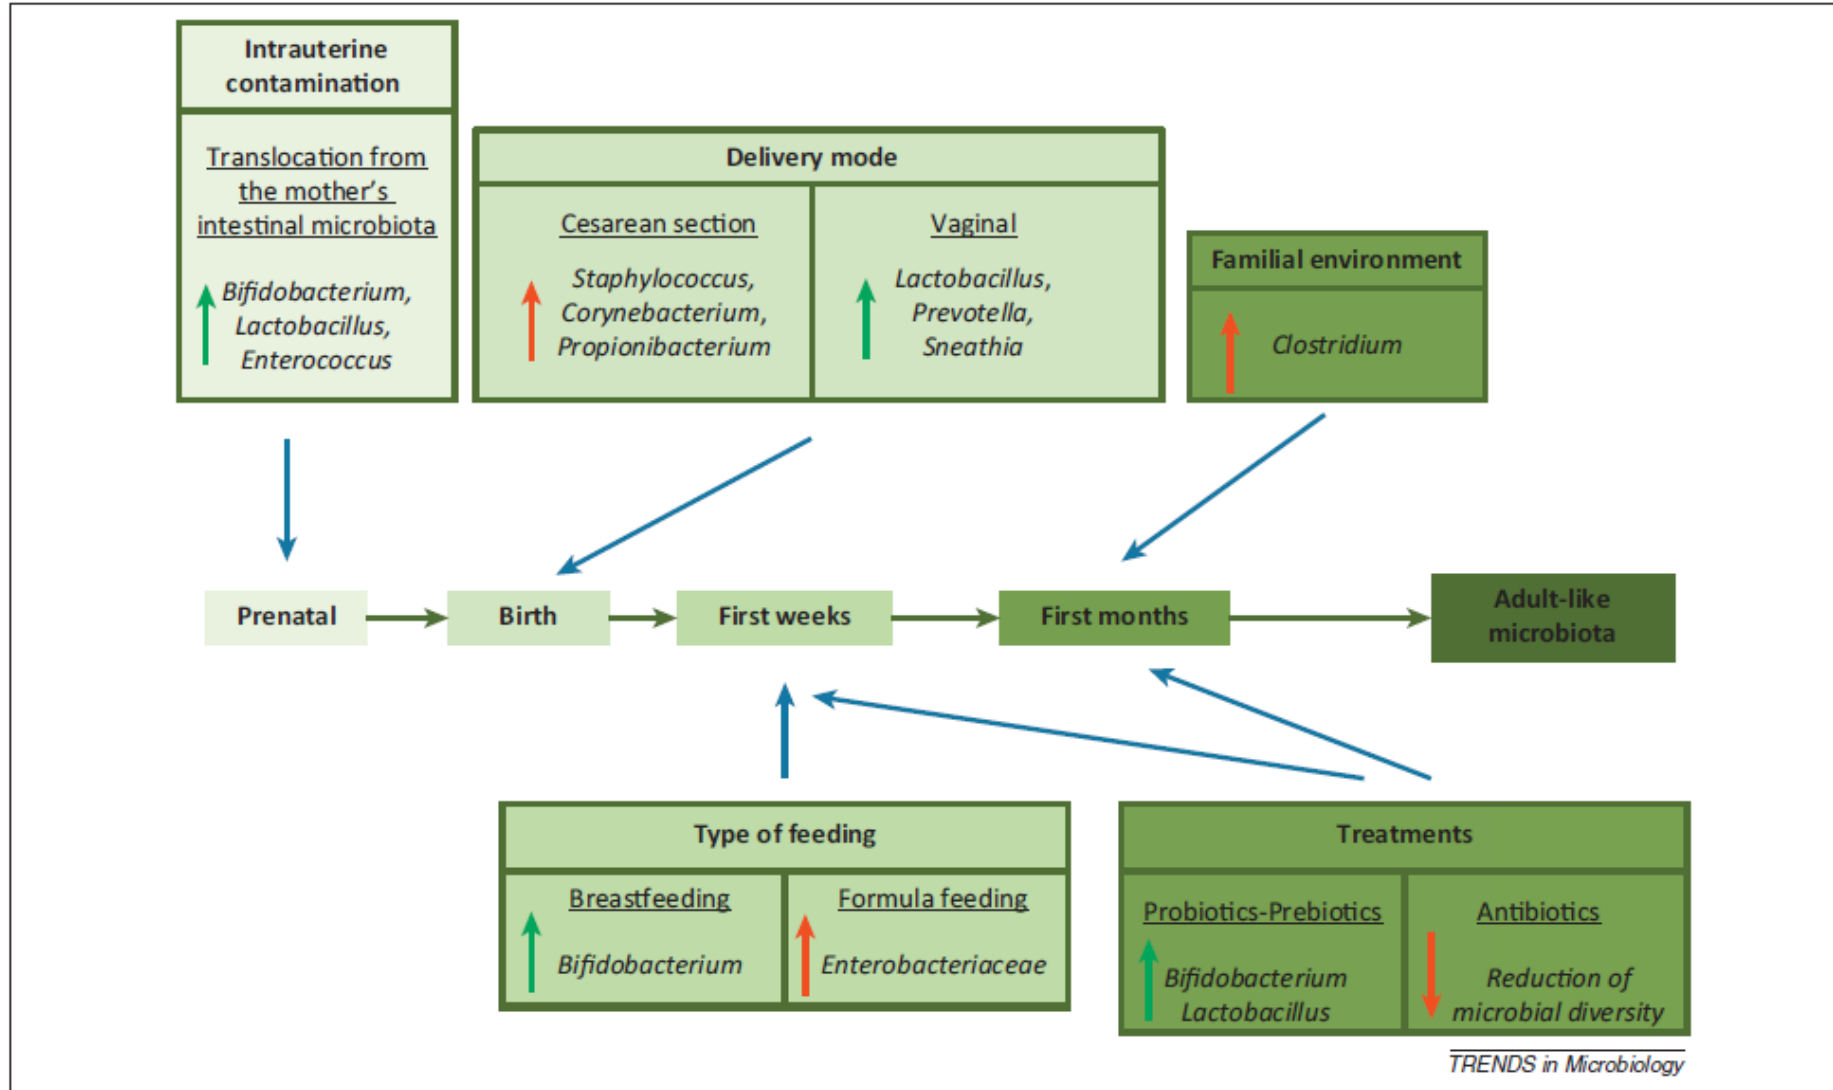 Intrauterine
contamination
Translocation from
the mother's
intestinal microbiota
Bifidobacterium,
Lactobacillus,
Enterococcus
Delivery mode
Cesarean section
Staphylococcus,
Corynebacterium,
Propionibacterium
Vaginal
Lactobacillus,
Prevotella,
Sneathia
Familial environment
Clostridium
Prenatal
Birth
First weeks
First months
Adult-like
microbiota
Type of feeding
Breastfeeding
Bifidobacterium
Formula feeding
Enterobacteriaceae
Treatments
Probiotics-Prebiotics
Bifidobacterium
Lactobacillus
Antibiotics
Reduction of
microbial diversity
TRENDS in Microbiology